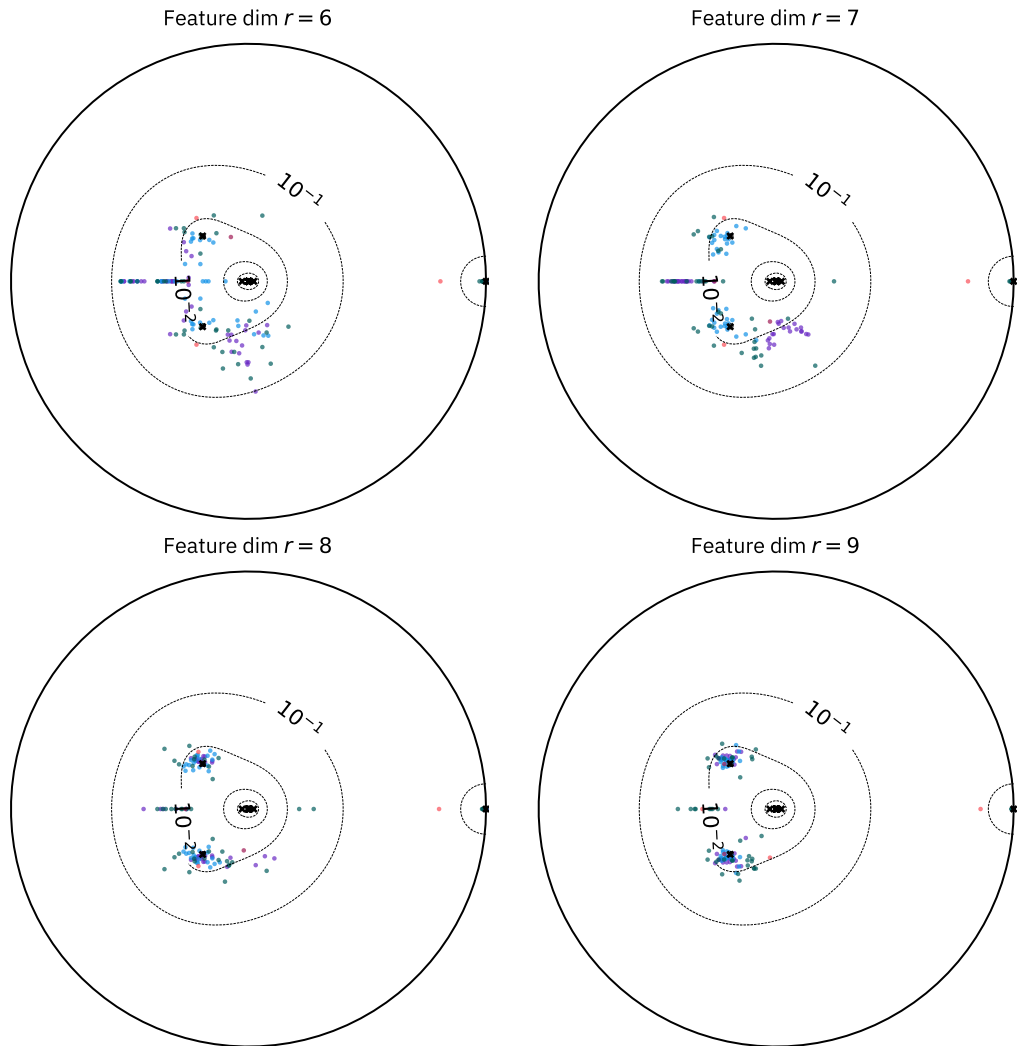 Feature dim r = 6
Feature dim r = 7
10⁻¹
10⁻¹
10⁻²
10⁻²
Feature dim r = 8
Feature dim r = 9
10⁻¹
10⁻¹
10⁻²
10⁻²